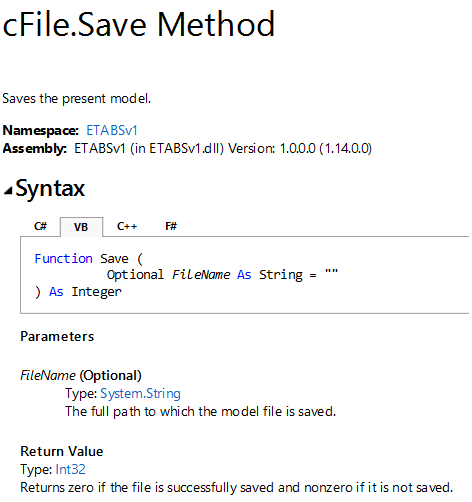 cFile.Save Method
Saves the present model.
Namespace: ETABSv1
Assembly: ETABSv1 (in ETABSv1.dll) Version: 1.0.0.0 (1.14.0.0)
Syntax
C# VB C++ F#
Function Save (
Optional FileName As String = ""
) As Integer
Parameters
FileName (Optional)
Type: System.String
The full path to which the model file is saved.
Return Value
Type: Int32
Returns zero if the file is successfully saved and nonzero if it is not saved.